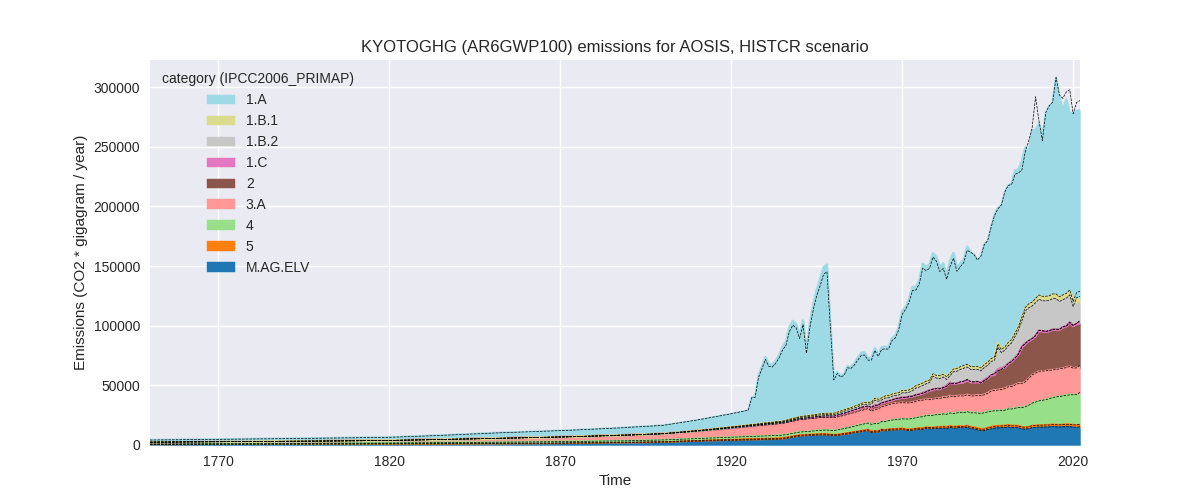 KYOTOGHG (AR6GWP100) emissions for AOSIS, HISTCR scenario
category (IPCC2006_PRIMAP)
1.A
1.B.1
1.B.2
1.C
2
3.A
4
5
M.AG.ELV
Emissions (CO2 * gigagram / year)
300000
250000
200000
150000
100000
50000
0
1770
1820
1870
1920
1970
2020
Time